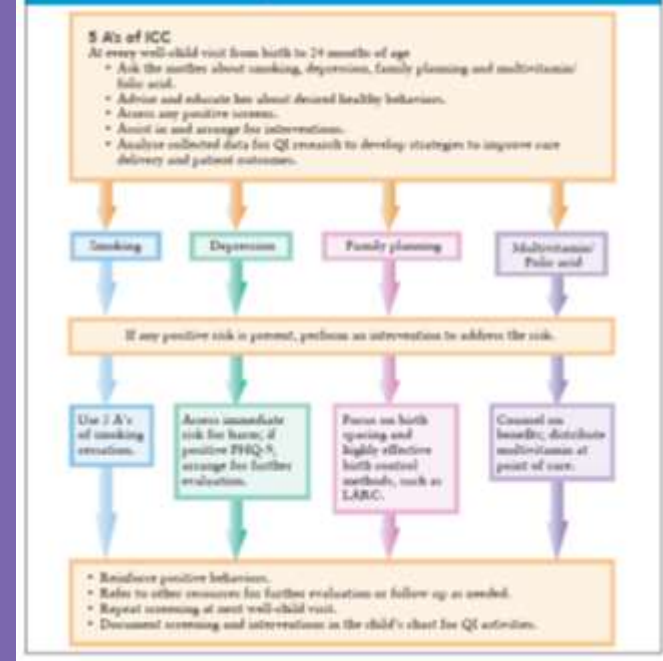 5 A's of ICC
At every well-child visit from birth to 24 months of age
• Ask the mother about smoking, depression, family planning and multivitamin/
folic acid.
• Advise and educate her about desired healthy behaviors.
• Assess any positive screens.
• Assist in and arrange for interventions.
• Analyze collected data for QI research to develop strategies to improve care
delivery and patient outcomes.
Smoking
Depression
Family planning
Multivitamin/
Folic acid
If any positive risk is present, perform an intervention to address the risk.
Use 5 A's
of smoking
cessation.
Assess immediate
risk for harm; if
positive PHQ-9,
arrange for further
evaluation.
Focus on birth
spacing and
highly effective
birth control
methods, such as
LARC.
Counsel on
benefits; distribute
multivitamin at
point of care.
• Reinforce positive behaviors.
• Refer to other resources for further evaluation or follow up as needed.
• Repeat screening at next well-child visit.
• Document screening and interventions in the child's chart for QI activities.